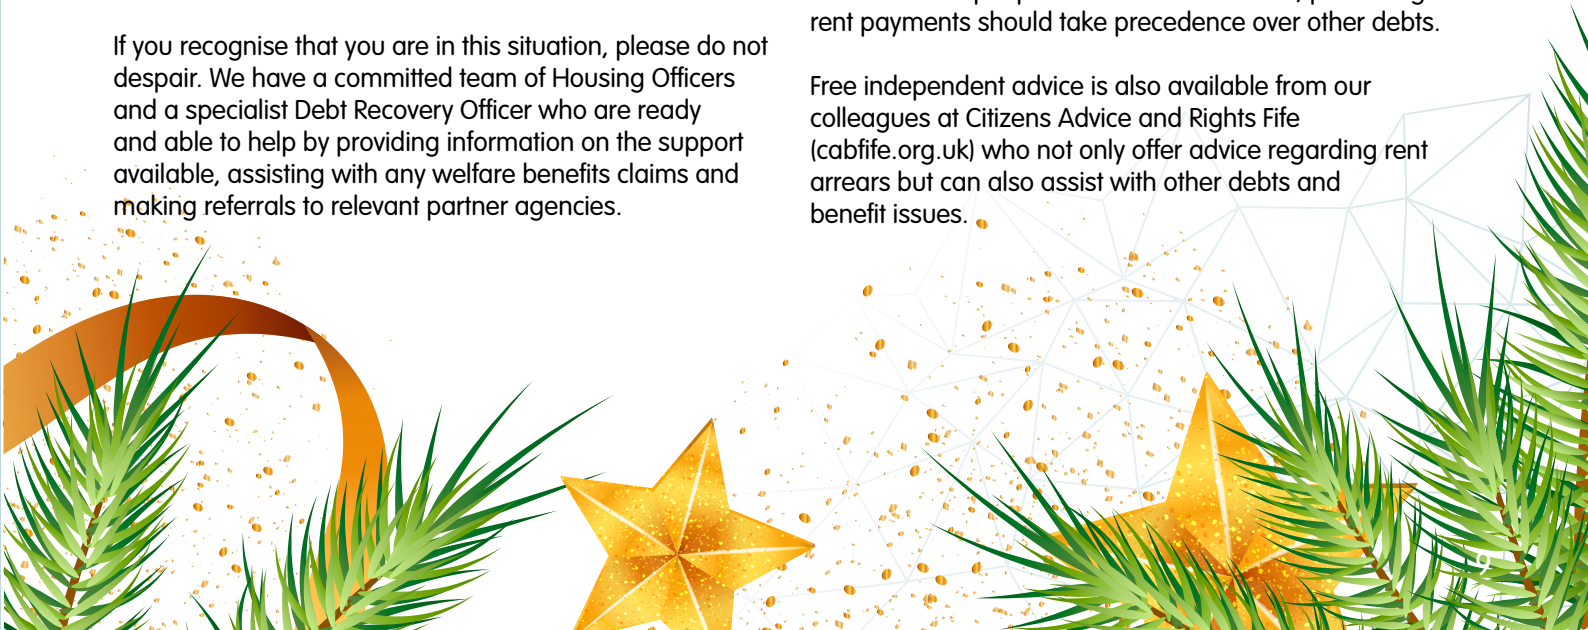 If you recognise that you are in this situation, please do not
despair. We have a committed team of Housing Officers
and a specialist Debt Recovery Officer who are ready
and able to help by providing information on the support
available, assisting with any welfare benefits claims and
making referrals to relevant partner agencies.
rent payments should take precedence over other debts.
Free independent advice is also available from our
colleagues at Citizens Advice and Rights Fife
(cabfife.org.uk) who not only offer advice regarding rent
arrears but can also assist with other debts and
benefit issues.
9